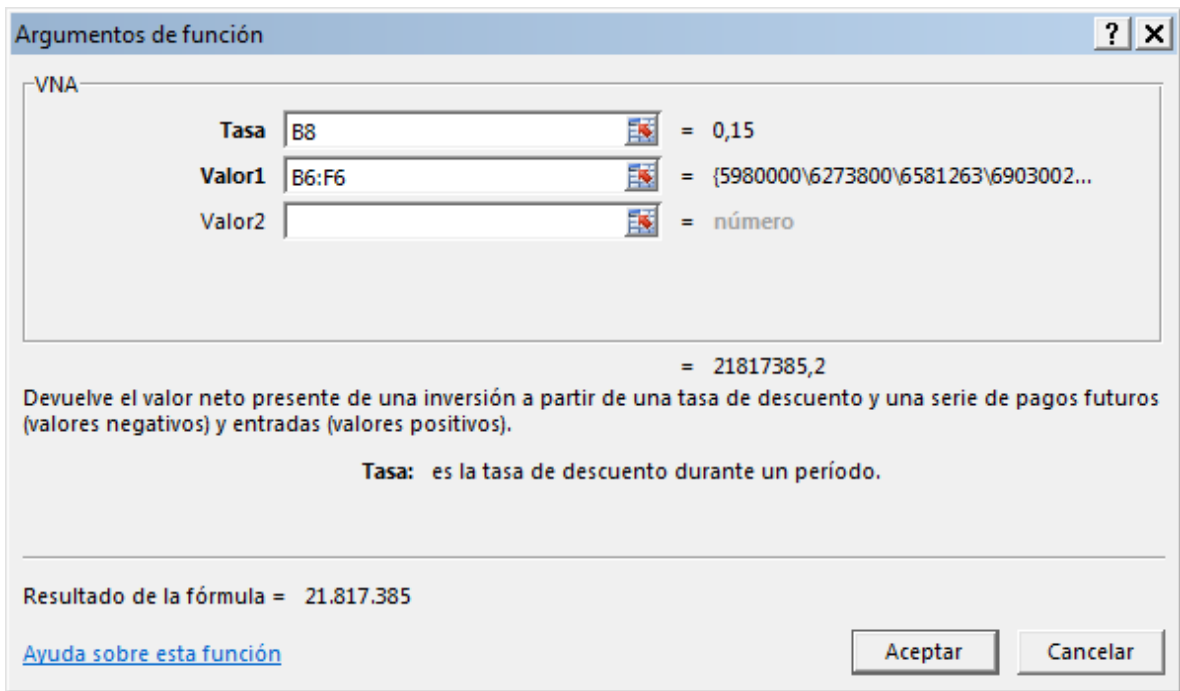 Argumentos de función
VNA
Tasa B8 = 0,15
Valor1 B6:F6 = {5980000\6273800\6581263\6903002...
Valor2 = número
= 21817385,2
Devuelve el valor neto presente de una inversión a partir de una tasa de descuento y una serie de pagos futuros
(valores negativos) y entradas (valores positivos).
Tasa: es la tasa de descuento durante un período.
Resultado de la fórmula = 21.817.385
Ayuda sobre esta función Aceptar Cancelar